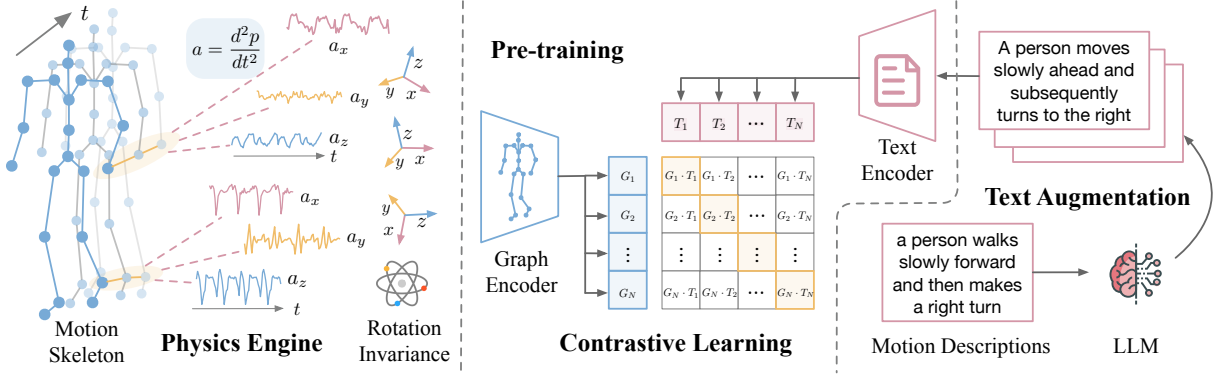 t
a = d²p / dt²
a_x
a_y
a_z
t
a_x
a_y
a_z
t
z
y
x
z
y
x
y
z
x
Motion
Skeleton
Physics Engine
Rotation
Invariance
Pre-training
Graph
Encoder
T_1 T_2 ... T_N
G_1 G_1 · T_1 G_1 · T_2 ... G_1 · T_N
G_2 G_2 · T_1 G_2 · T_2 ... G_2 · T_N
⋮ ⋮ ⋮ ⋱ ⋮
G_N G_N · T_1 G_N · T_2 ... G_N · T_N
Contrastive Learning
Text
Encoder
A person moves
slowly ahead and
subsequently
turns to the right
Text Augmentation
a person walks
slowly forward
and then makes
a right turn
Motion Descriptions
LLM